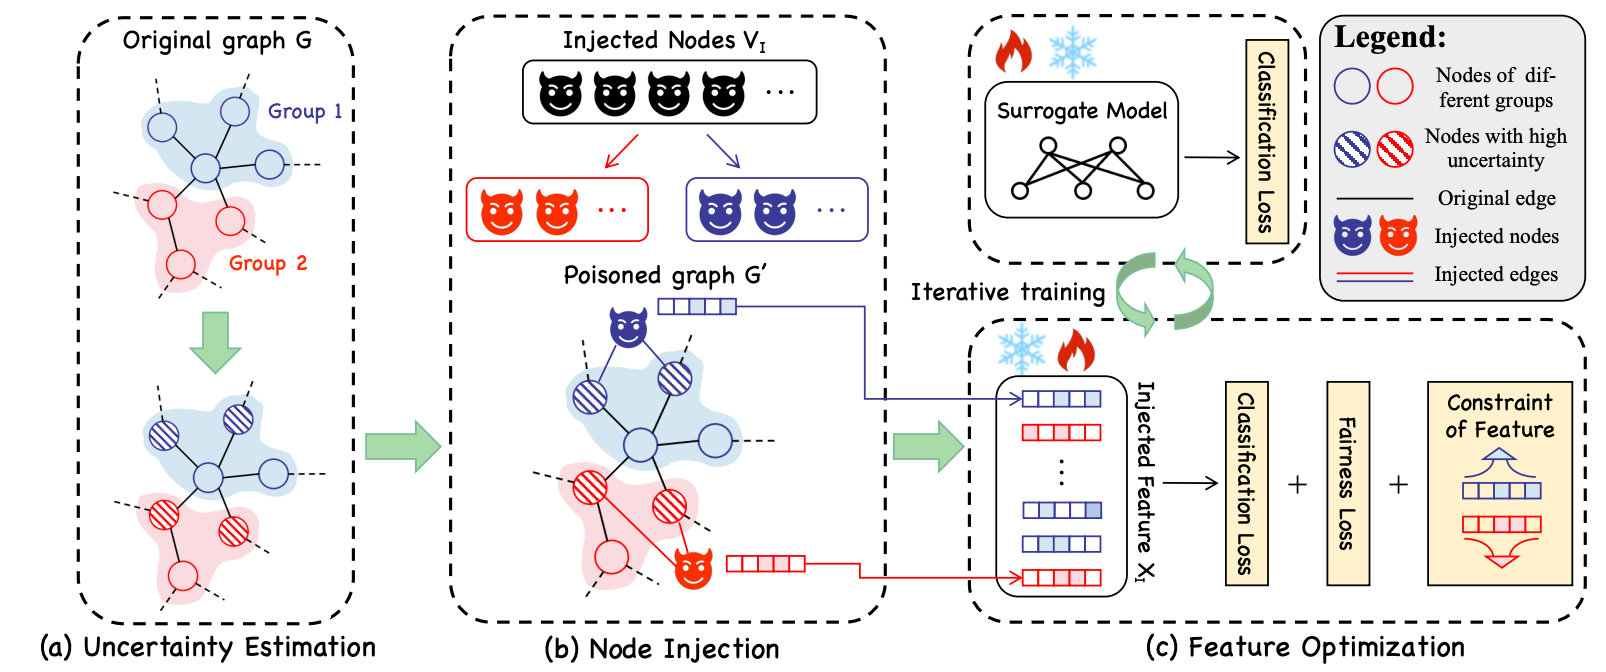 Original graph G
Group 1
Group 2
(a) Uncertainty Estimation
Injected Nodes V_I
...
...
...
Poisoned graph G′
(b) Node Injection
Surrogate Model
Classification Loss
Iterative training
Injected Feature X_I
Classification Loss
+
Fairness Loss
+
Constraint
of Feature
(c) Feature Optimization
Legend:
Nodes of dif-
ferent groups
Nodes with high
uncertainty
Original edge
Injected nodes
Injected edges